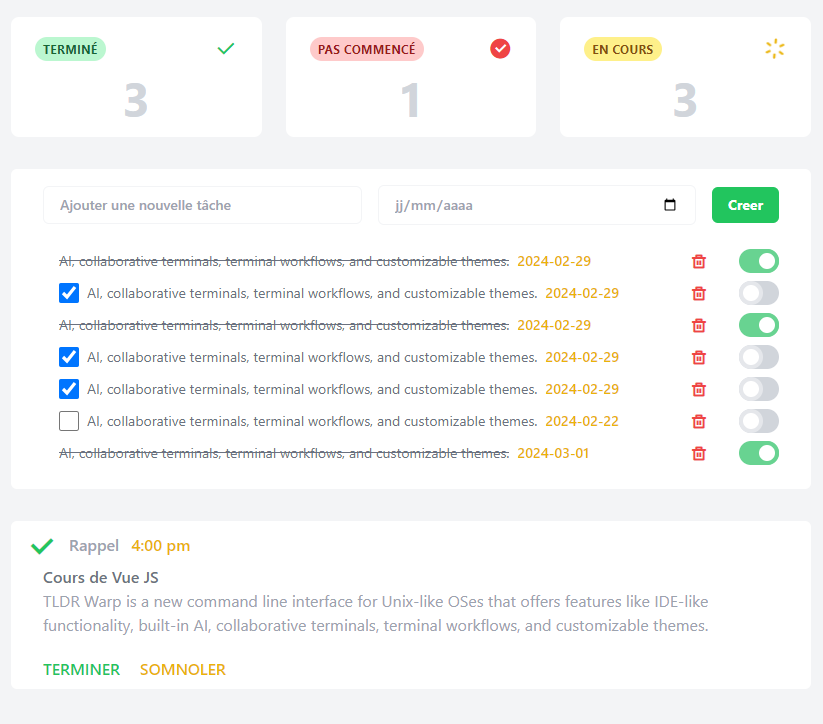 TERMINÉ
PAS COMMENCÉ
EN COURS
3
1
3
Ajouter une nouvelle tâche
jj/mm/aaaa
Creer
AI, collaborative terminals, terminal workflows, and customizable themes. 2024-02-29
AI, collaborative terminals, terminal workflows, and customizable themes. 2024-02-29
AI, collaborative terminals, terminal workflows, and customizable themes. 2024-02-29
AI, collaborative terminals, terminal workflows, and customizable themes. 2024-02-29
AI, collaborative terminals, terminal workflows, and customizable themes. 2024-02-29
AI, collaborative terminals, terminal workflows, and customizable themes. 2024-02-22
AI, collaborative terminals, terminal workflows, and customizable themes. 2024-03-01
Rappel 4:00 pm
Cours de Vue JS
TLDR Warp is a new command line interface for Unix-like OSes that offers features like IDE-like
functionality, built-in AI, collaborative terminals, terminal workflows, and customizable themes.
TERMINER SOMNOLER